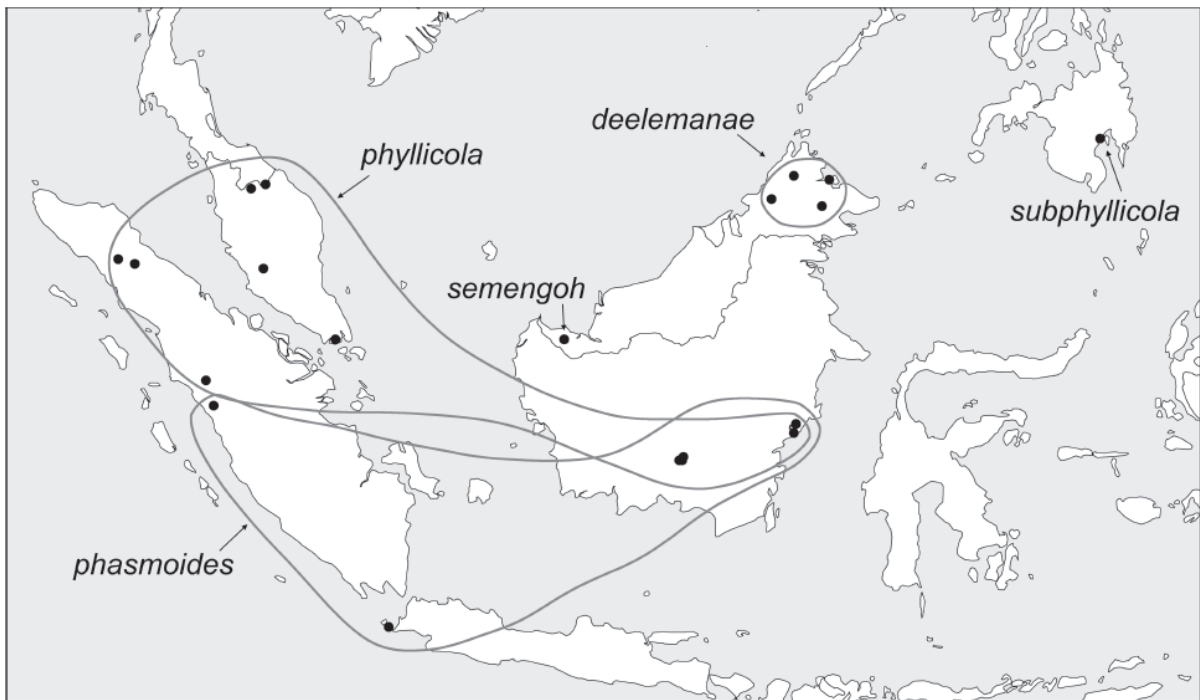 deelemanae
phyllicola
subphyllicola
semengoh
phasmoides